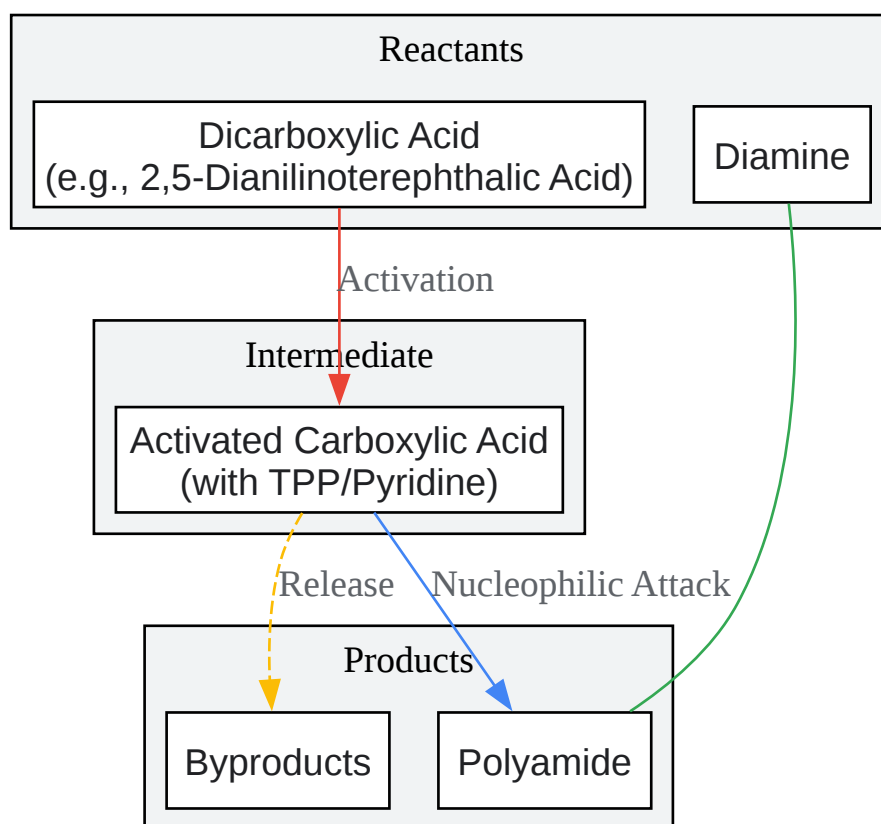 Reactants
Dicarboxylic Acid
(e.g., 2,5-Dianilinoterephthalic Acid)
Diamine
Activation
Intermediate
Activated Carboxylic Acid
(with TPP/Pyridine)
Release
Nucleophilic Attack
Products
Byproducts
Polyamide